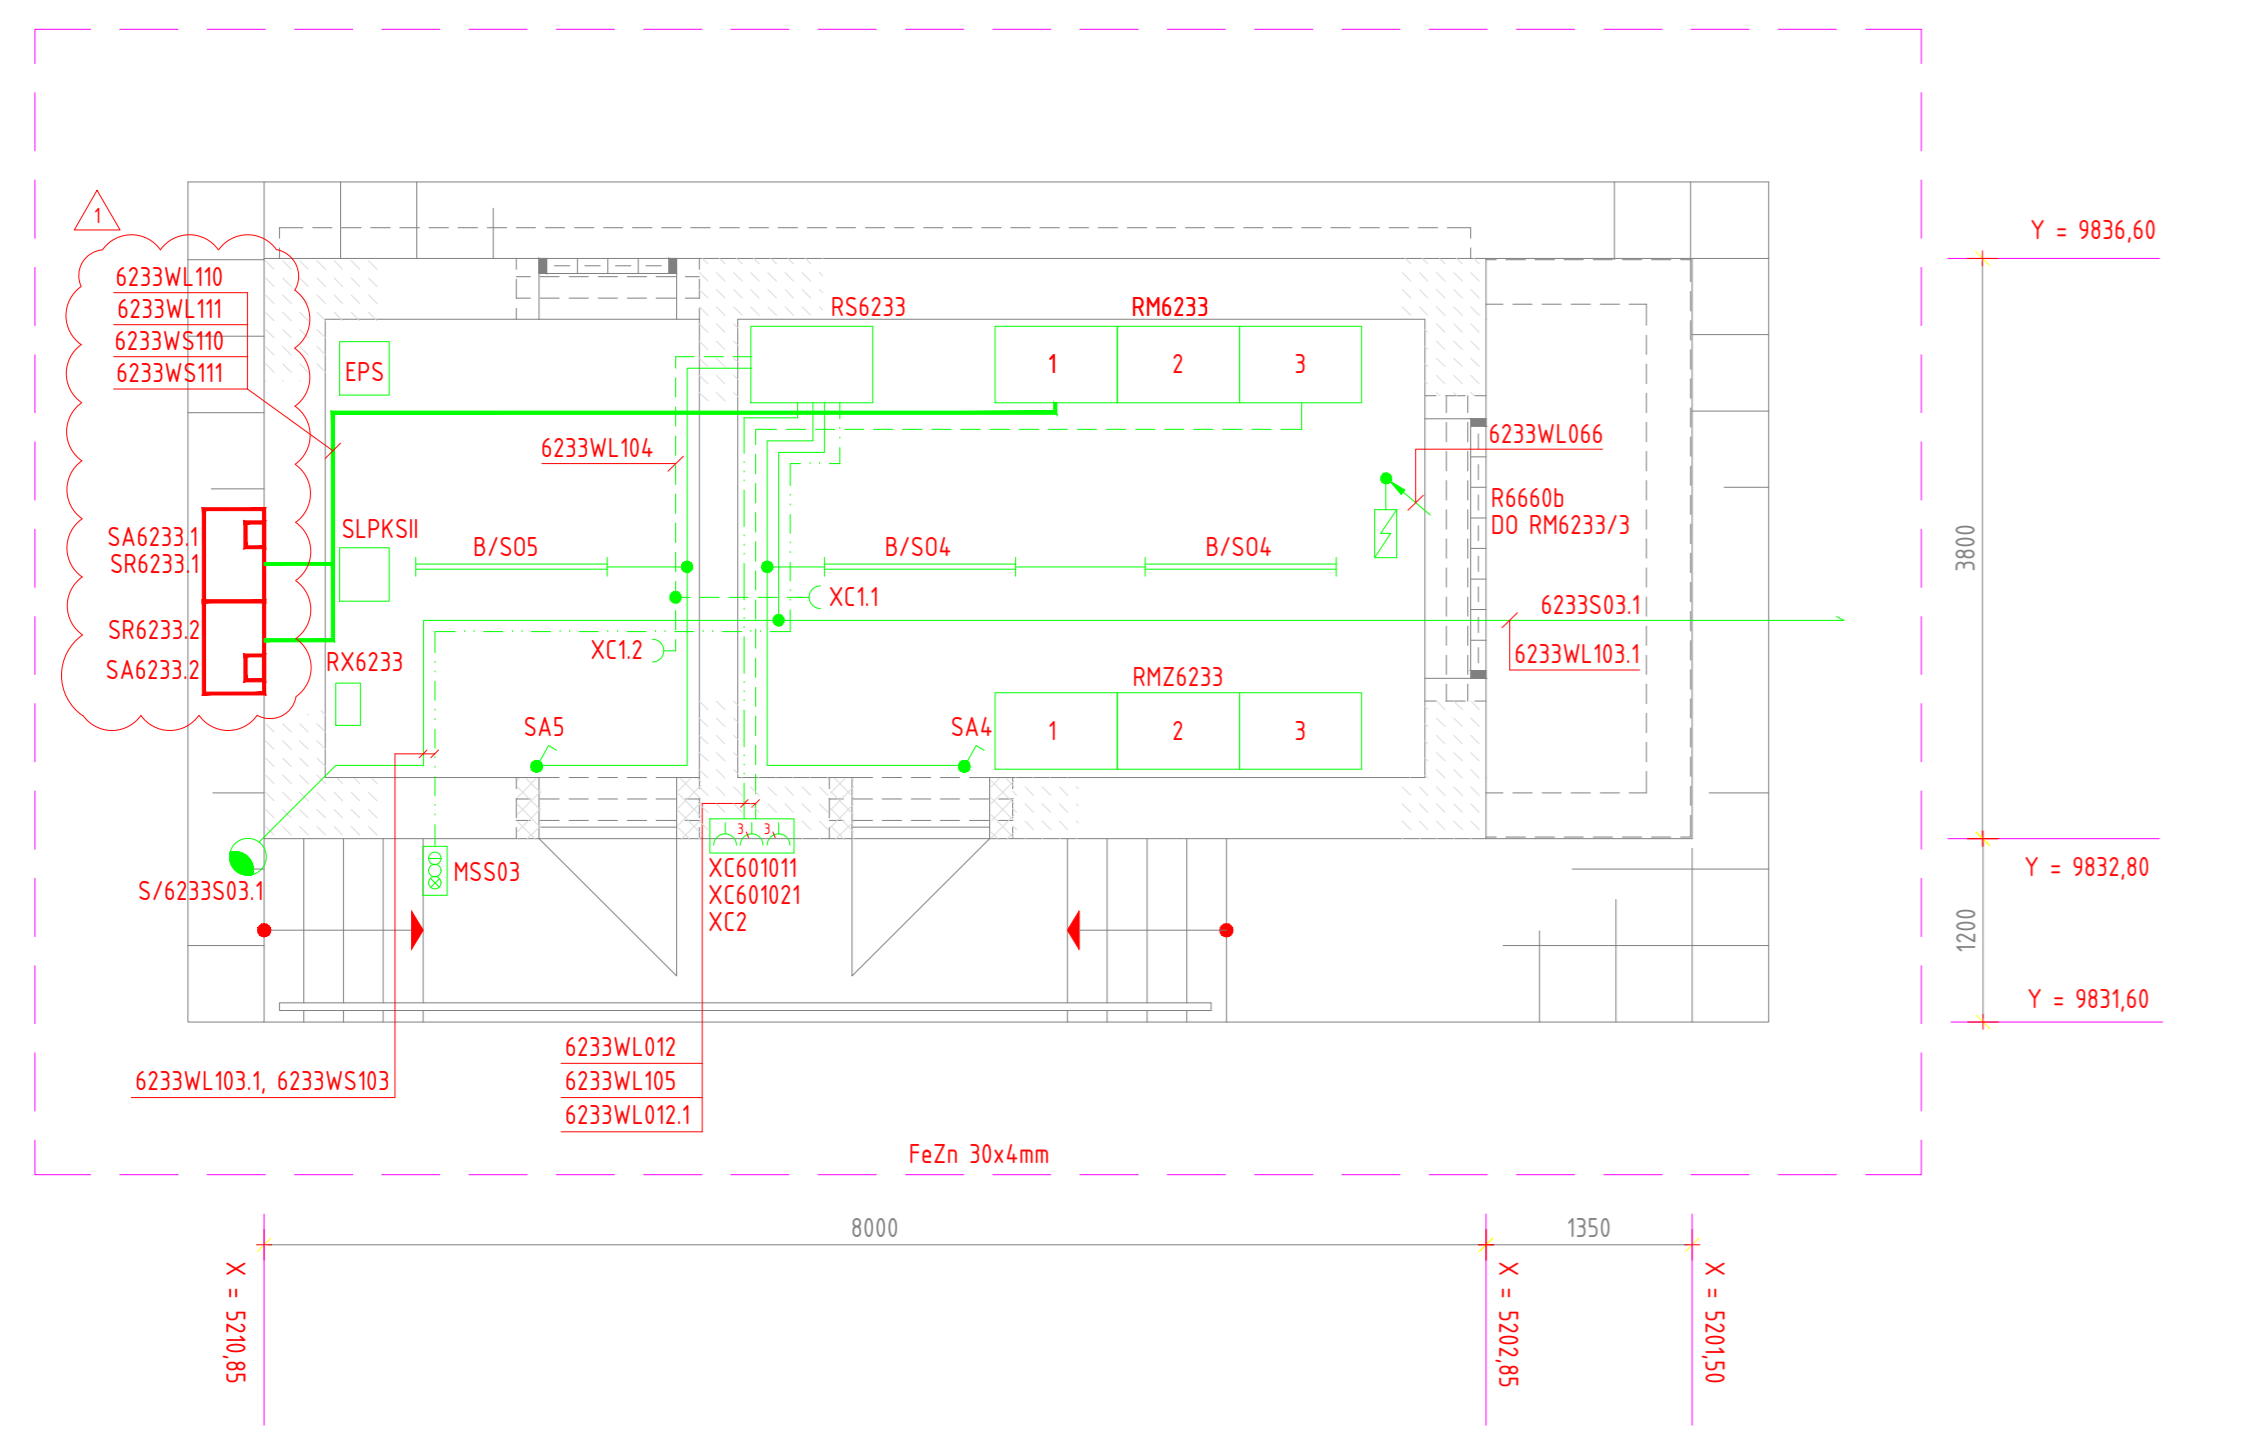 Y = 9836,60
1
6233WL110
6233WL111
6233WS110
6233WS111
RS6233
RM6233
EPS
1
2
3
6233WL104
6233WL066
R6660b
DO RM6233/3
SLPKSII
SA6233.1
SR6233.1
B/S05
B/S04
B/S04
3800
XC1.1
6233S03.1
SR6233.2
SA6233.2
XC1.2
RX6233
6233WL103.1
RMZ6233
SA5
SA4
1
2
3
3
3
MSS03
XC601011
XC601021
XC2
S/6233S03.1
Y = 9832,80
1200
Y = 9831,60
6233WL012
6233WL103.1, 6233WS103
6233WL105
6233WL012.1
FeZn 30x4mm
8000
1350
X = 5210,85
X = 5202,85
X = 5201,50